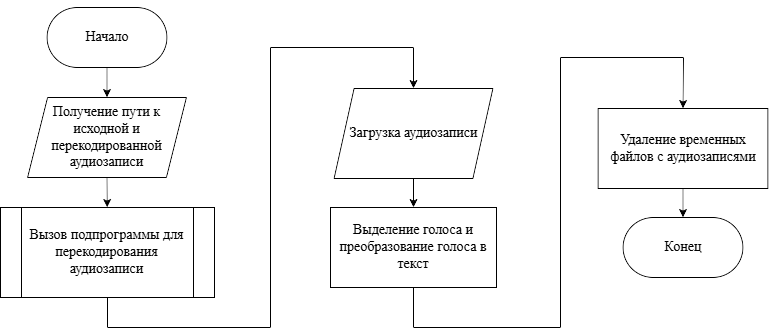 Начало
Получение пути к
исходной и
перекодированной
аудиозаписи
Вызов подпрограммы для
перекодирования
аудиозаписи
Загрузка аудиозаписи
Выделение голоса и
преобразование голоса в
текст
Удаление временных
файлов с аудиозаписями
Конец